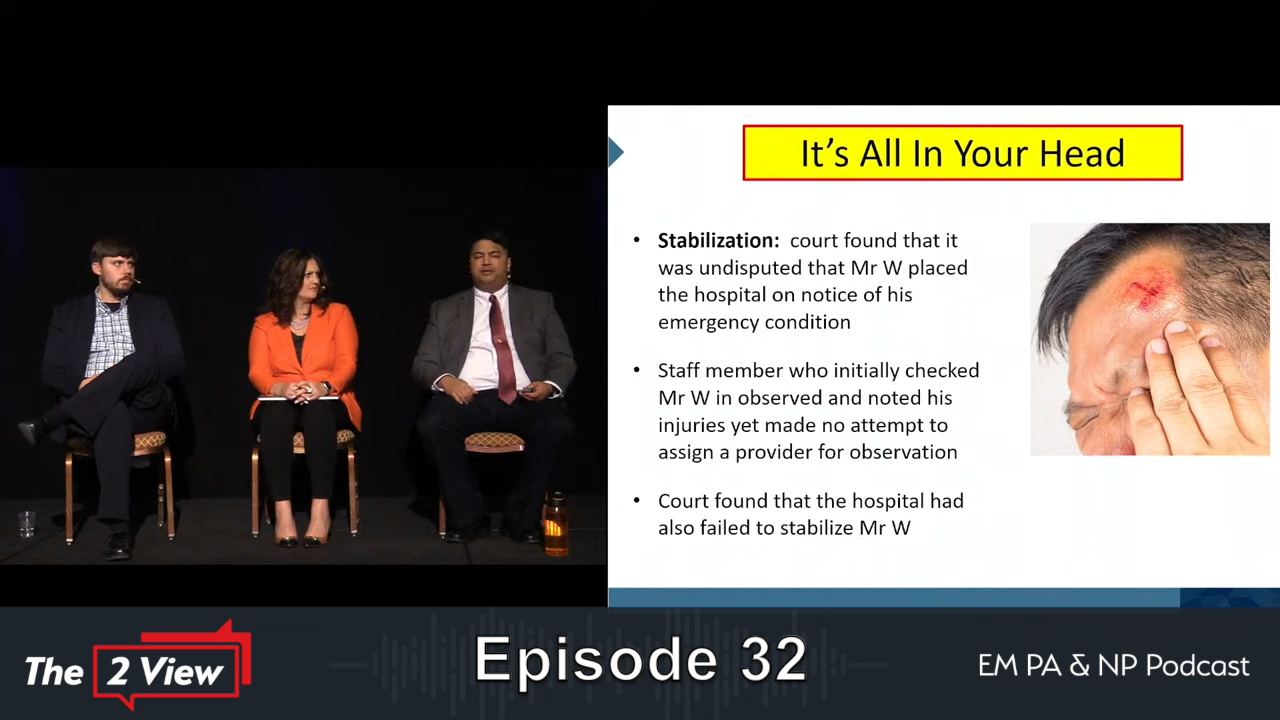 It's All In Your Head
• Stabilization: court found that it
was undisputed that Mr W placed
the hospital on notice of his
emergency condition
• Staff member who initially checked
Mr W in observed and noted his
injuries yet made no attempt to
assign a provider for observation
• Court found that the hospital had
also failed to stabilize Mr W
The 2 View
Episode 32
EM PA & NP Podcast